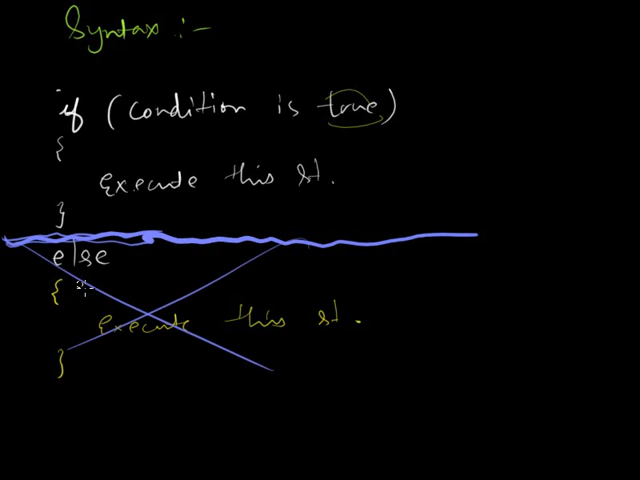 Syntax :-
if (condition is true)
{
Execute this st.
}
else
{
Execute this st.
}